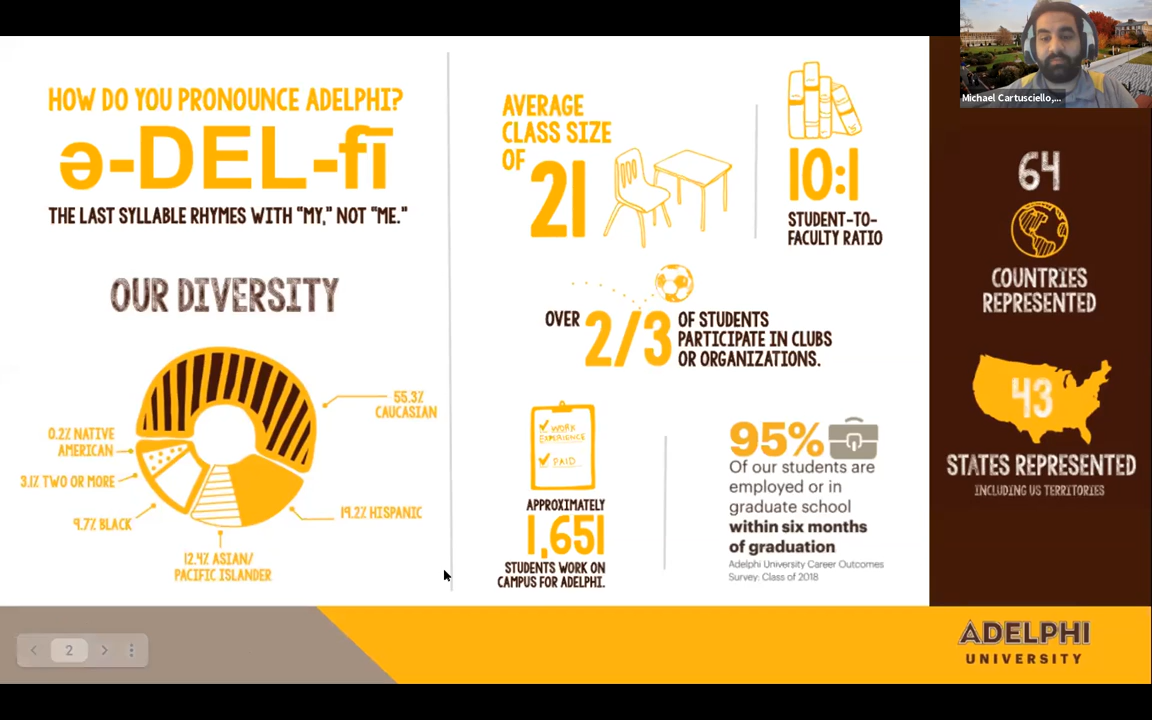 Michael Cartusciello,...
HOW DO YOU PRONOUNCE ADELPHI?
ə-DEL-fī
THE LAST SYLLABLE RHYMES WITH "MY," NOT "ME."
OUR DIVERSITY
55.3%
CAUCASIAN
0.2% NATIVE
AMERICAN
3.1% TWO OR MORE
9.7% BLACK
12.4% ASIAN/
PACIFIC ISLANDER
19.2% HISPANIC
AVERAGE
CLASS SIZE
OF 21
10:1
STUDENT-TO-
FACULTY RATIO
OVER 2/3 OF STUDENTS
PARTICIPATE IN CLUBS
OR ORGANIZATIONS.
WORK
EXPERIENCE
PAID
APPROXIMATELY
1,651
STUDENTS WORK ON
CAMPUS FOR ADELPHI.
95%
Of our students are
employed or in
graduate school
within six months
of graduation
Adelphi University Career Outcomes
Survey: Class of 2018
64
COUNTRIES
REPRESENTED
43
STATES REPRESENTED
INCLUDING US TERRITORIES
2
ADELPHI
UNIVERSITY